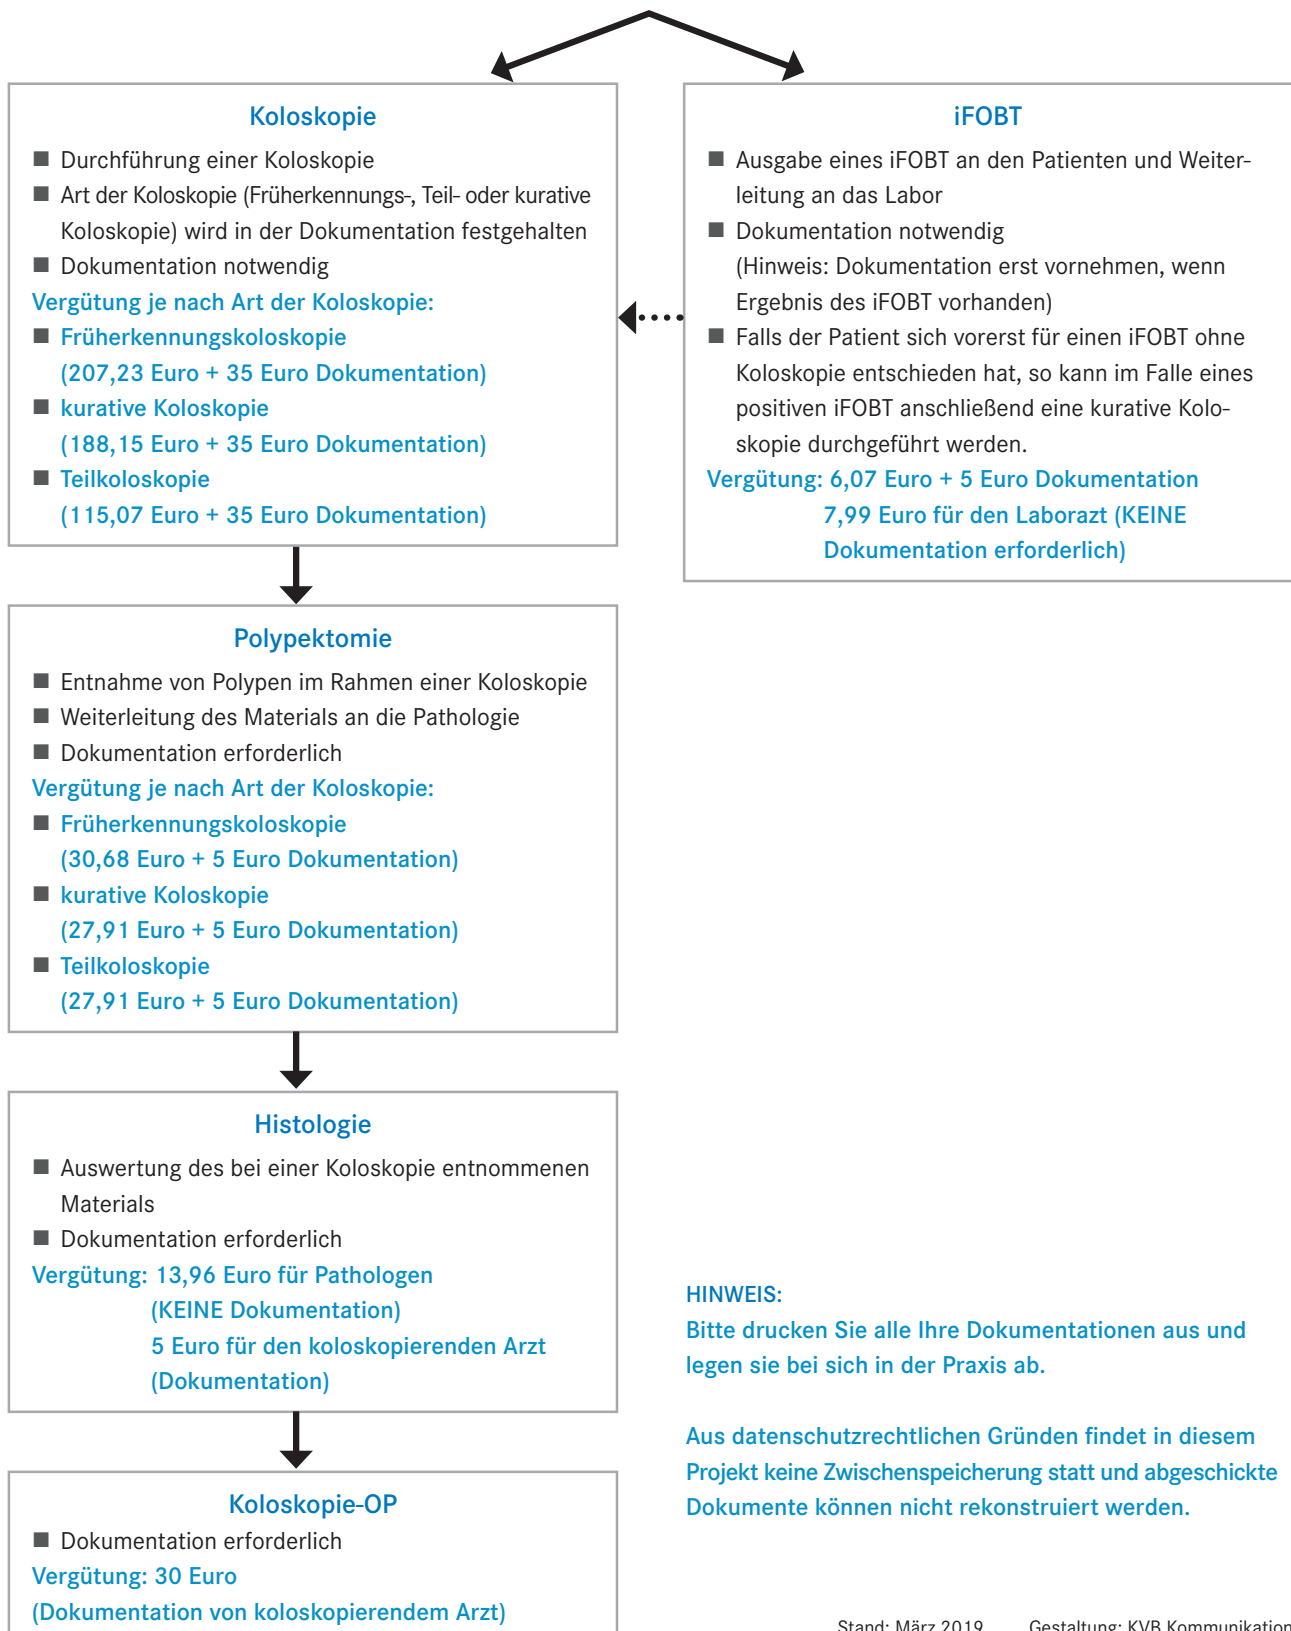 Koloskopie
■ Durchführung einer Koloskopie
■ Art der Koloskopie (Früherkennungs-, Teil- oder kurative
Koloskopie) wird in der Dokumentation festgehalten
■ Dokumentation notwendig
Vergütung je nach Art der Koloskopie:
■ Früherkennungskoloskopie
(207,23 Euro + 35 Euro Dokumentation)
■ kurative Koloskopie
(188,15 Euro + 35 Euro Dokumentation)
■ Teilkoloskopie
(115,07 Euro + 35 Euro Dokumentation)
iFOBT
■ Ausgabe eines iFOBT an den Patienten und Weiter-
leitung an das Labor
■ Dokumentation notwendig
(Hinweis: Dokumentation erst vornehmen, wenn
Ergebnis des iFOBT vorhanden)
■ Falls der Patient sich vorerst für einen iFOBT ohne
Koloskopie entschieden hat, so kann im Falle eines
positiven iFOBT anschließend eine kurative Kolo-
skopie durchgeführt werden.
Vergütung: 6,07 Euro + 5 Euro Dokumentation
7,99 Euro für den Laborazt (KEINE
Dokumentation erforderlich)
Polypektomie
■ Entnahme von Polypen im Rahmen einer Koloskopie
■ Weiterleitung des Materials an die Pathologie
■ Dokumentation erforderlich
Vergütung je nach Art der Koloskopie:
■ Früherkennungskoloskopie
(30,68 Euro + 5 Euro Dokumentation)
■ kurative Koloskopie
(27,91 Euro + 5 Euro Dokumentation)
■ Teilkoloskopie
(27,91 Euro + 5 Euro Dokumentation)
Histologie
■ Auswertung des bei einer Koloskopie entnommenen
Materials
■ Dokumentation erforderlich
Vergütung: 13,96 Euro für Pathologen
(KEINE Dokumentation)
5 Euro für den koloskopierenden Arzt
(Dokumentation)
Koloskopie-OP
■ Dokumentation erforderlich
Vergütung: 30 Euro
(Dokumentation von koloskopierendem Arzt)
HINWEIS:
Bitte drucken Sie alle Ihre Dokumentationen aus und
legen sie bei sich in der Praxis ab.
Aus datenschutzrechtlichen Gründen findet in diesem
Projekt keine Zwischenspeicherung statt und abgeschickte
Dokumente können nicht rekonstruiert werden.
Stand: März 2019 Gestaltung: KVB Kommunikation